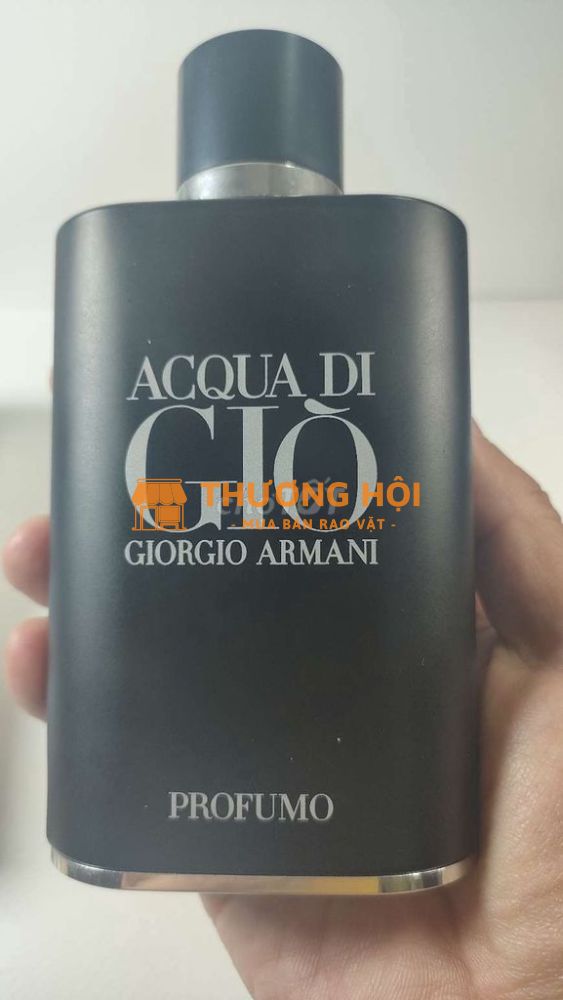 ACQUA DI
GIÒ
THƯƠNG HỘI
- MUA BÁN RAO VẶT -
GIORGIO ARMANI
PROFUMO